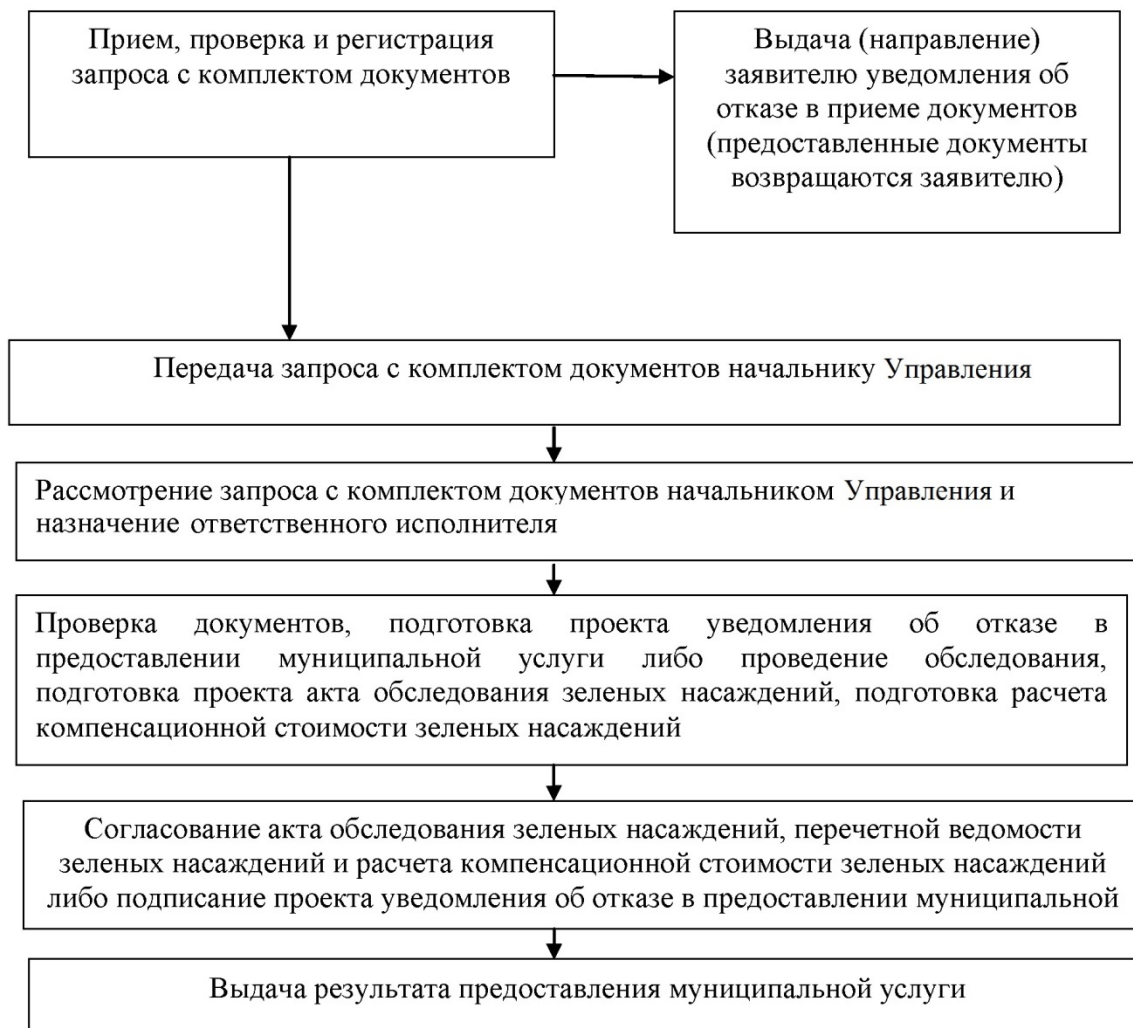 Прием, проверка и регистрация
запроса с комплектом документов
Выдача (направление)
заявителю уведомления об
отказе в приеме документов
(предоставленные документы
возвращаются заявителю)
Передача запроса с комплектом документов начальнику Управления
Рассмотрение запроса с комплектом документов начальником Управления и
назначение ответственного исполнителя
Проверка документов, подготовка проекта уведомления об отказе в
предоставлении муниципальной услуги либо проведение обследования,
подготовка проекта акта обследования зеленых насаждений, подготовка расчета
компенсационной стоимости зеленых насаждений
Согласование акта обследования зеленых насаждений, перечетной ведомости
зеленых насаждений и расчета компенсационной стоимости зеленых насаждений
либо подписание проекта уведомления об отказе в предоставлении муниципальной
Выдача результата предоставления муниципальной услуги